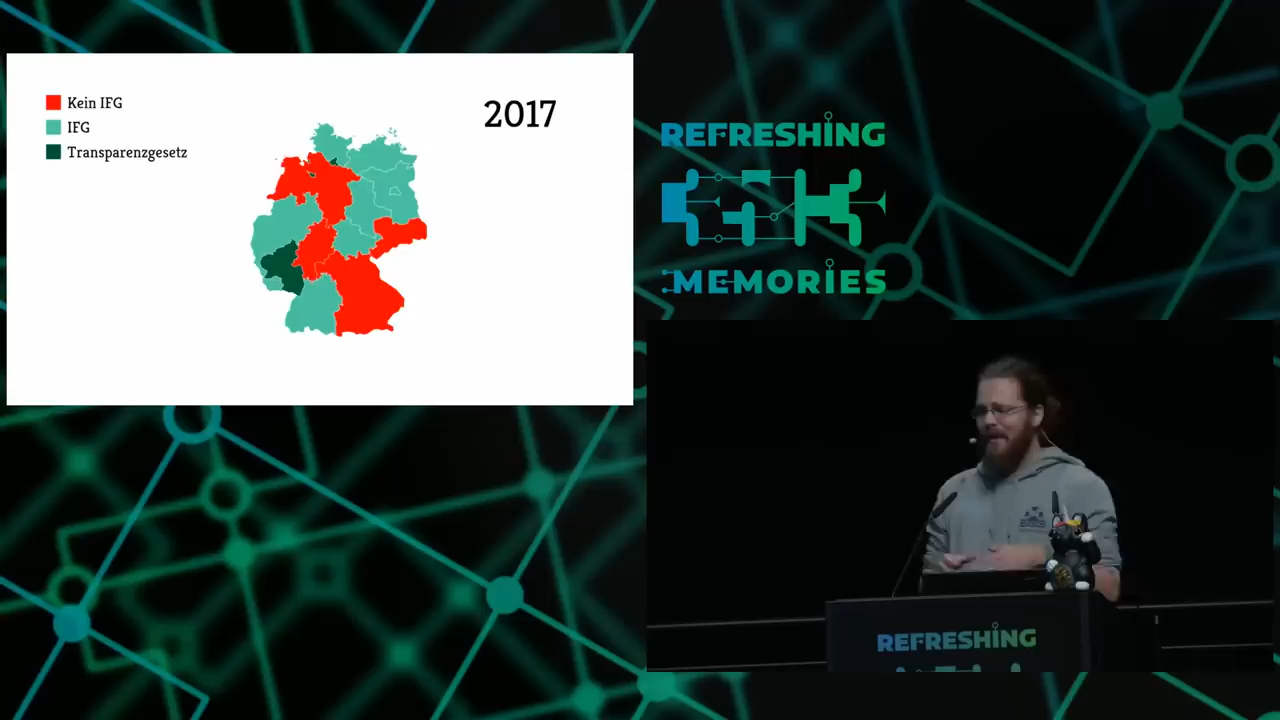 Kein IFG
IFG
Transparenzgesetz
2017
REFRESHING
MEMORIES
REFRESHING